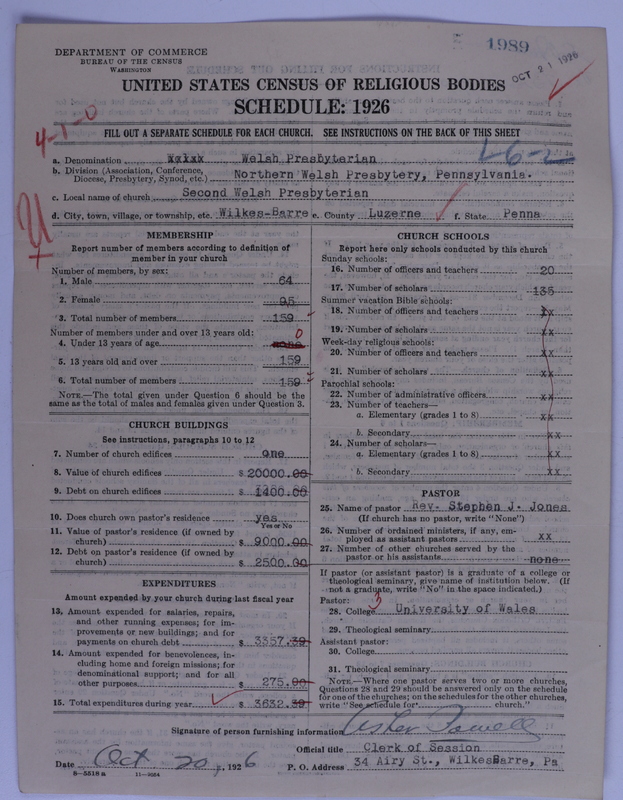 1989
OCT 21 1926
DEPARTMENT OF COMMERCE
BUREAU OF THE CENSUS
WASHINGTON
UNITED STATES CENSUS OF RELIGIOUS BODIES
SCHEDULE: 1926
4-1-0
FILL OUT A SEPARATE SCHEDULE FOR EACH CHURCH. SEE INSTRUCTIONS ON THE BACK OF THIS SHEET
a. Denomination Welsh Presbyterian
b. Division (Association, Conference, Diocese, Presbytery, Synod, etc.) Northern Welsh Presbytery, Pennsylvania.
c. Local name of church Second Welsh Presbyterian
d. City, town, village, or township, etc. Wilkes-Barre e. County Luzerne f. State Penna
MEMBERSHIP
Report number of members according to definition of
member in your church
Number of members, by sex:
1. Male 64
2. Female 95
3. Total number of members 159
Number of members under and over 13 years old: 0
4. Under 13 years of age none
5. 13 years old and over 159
6. Total number of members 159
NOTE.—The total given under Question 6 should be
same as the total of males and females given under Question 3.
CHURCH BUILDINGS
See instructions, paragraphs 10 to 12
7. Number of church edifices one
8. Value of church edifices $ 20000.00
9. Debt on church edifices $ 1400.00
10. Does church own pastor's residence yes
Yes or No
11. Value of pastor's residence (if owned by
church) $ 9000.00
12. Debt on pastor's residence (if owned by
church) $ 2500.00
EXPENDITURES
Amount expended by your church during last fiscal year
13. Amount expended for salaries, repairs,
and other running expenses; for im-
provements or new buildings; and for
payments on church debt $ 3357.39
14. Amount expended for benevolences, in-
cluding home and foreign missions; for
denominational support; and for all
other purposes $ 275.00
15. Total expenditures during year $ 3632.39
CHURCH SCHOOLS
Report here only schools conducted by this church
Sunday schools:
16. Number of officers and teachers 20
17. Number of scholars 135
Summer vacation Bible schools:
18. Number of officers and teachers xx
19. Number of scholars xx
Week-day religious schools:
20. Number of officers and teachers xx
21. Number of scholars xx
Parochial schools:
22. Number of administrative officers xx
23. Number of teachers—
a. Elementary (grades 1 to 8) xx
b. Secondary xx
24. Number of scholars—
a. Elementary (grades 1 to 8) xx
b. Secondary xx
PASTOR
25. Name of pastor Rev. Stephen J. Jones
(If church has no pastor, write "None")
26. Number of ordained ministers, if any, em-
ployed as assistant pastors xx
27. Number of other churches served by the
pastor or his assistants none
If pastor (or assistant pastor) is a graduate of a college or
theological seminary, give name of institution below. (If
not a graduate, write "No" in the space indicated.)
Pastor: 3
28. College University of Wales
29. Theological seminary
Assistant pastor:
30. College
31. Theological seminary
NOTE.—Where one pastor serves two or more churches,
Questions 28 and 29 should be answered only on the schedule
for one of the churches; on the schedules for the other churches,
write "See schedule for church."
Signature of person furnishing information Asher Powell
Official title Clerk of Session
Date Oct 20, 1926 P. O. Address 34 Airy St., WilkesBarre, Pa
8-5518 a 11-9584